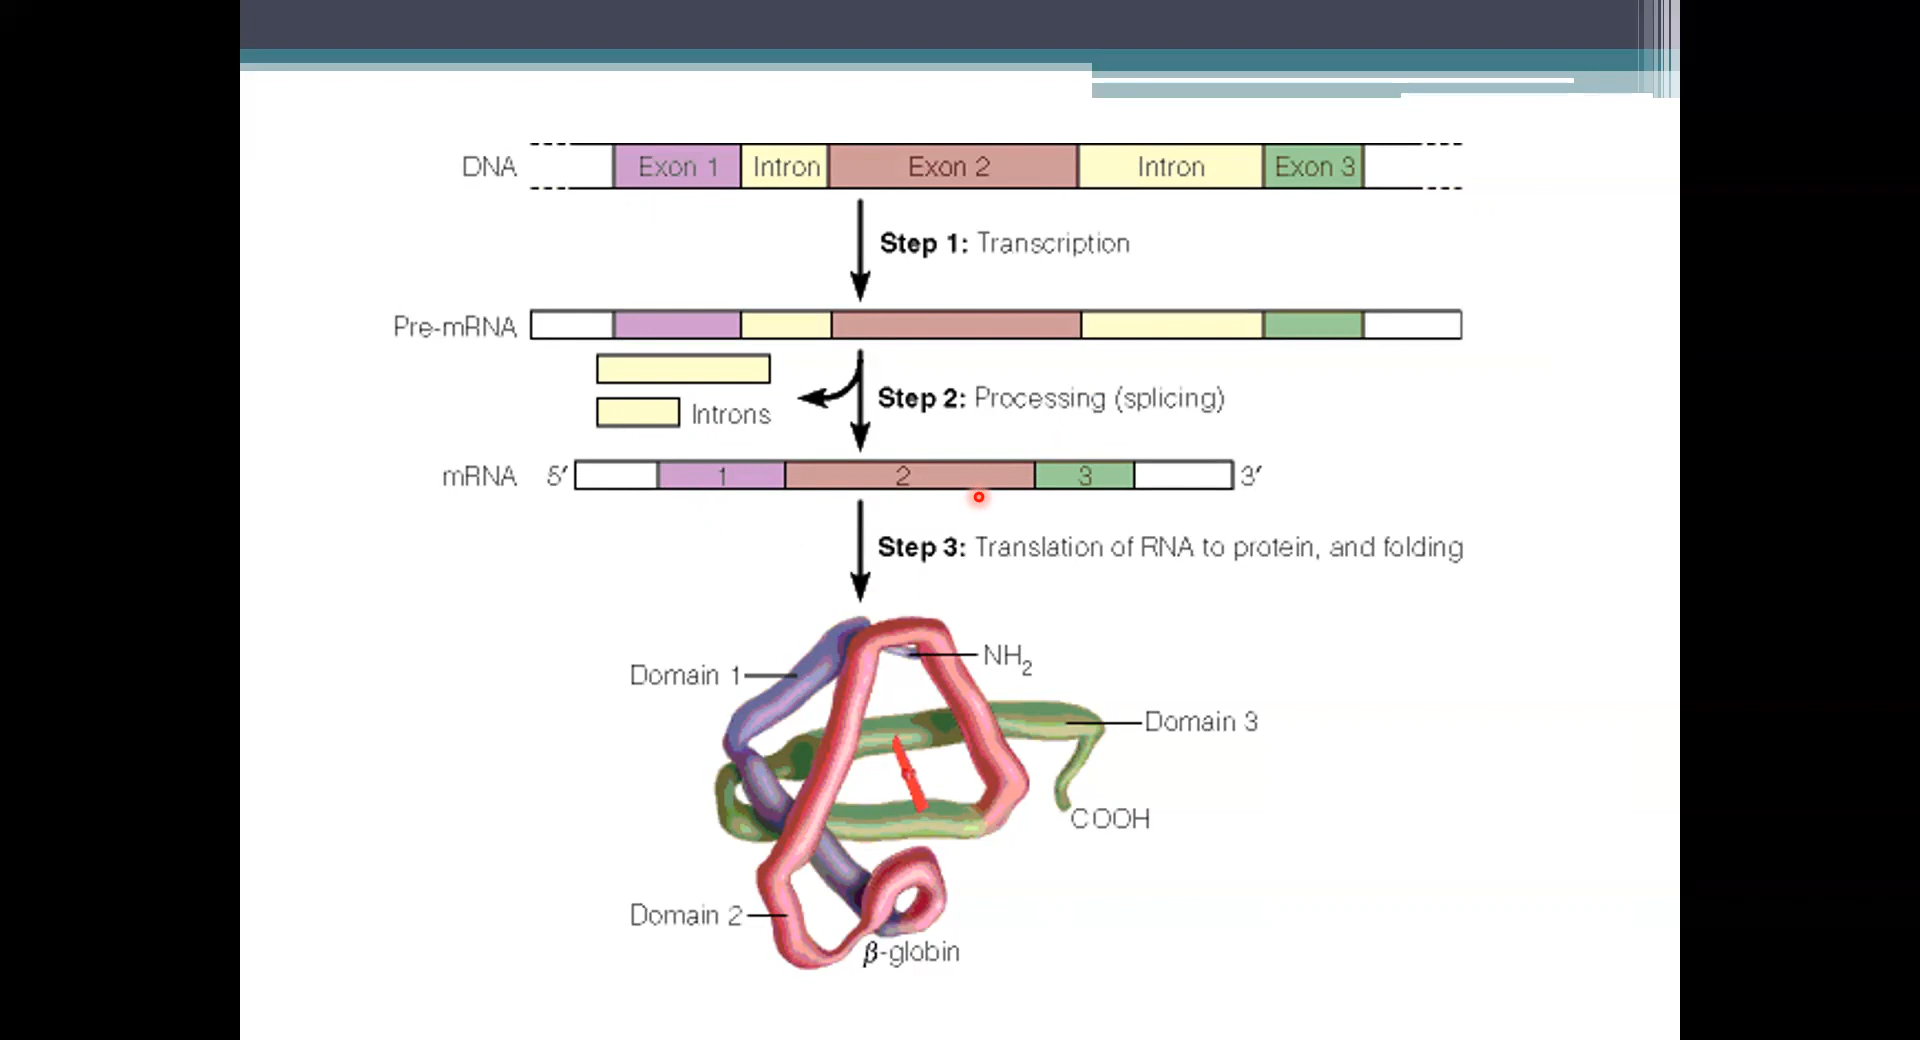 DNA Exon 1 Intron Exon 2 Intron Exon 3
Step 1: Transcription
Pre-mRNA
Step 2: Processing (splicing)
Introns
mRNA 5′ 1 2 3 3′
Step 3: Translation of RNA to protein, and folding
NH2
Domain 1
Domain 3
COOH
Domain 2
β-globin